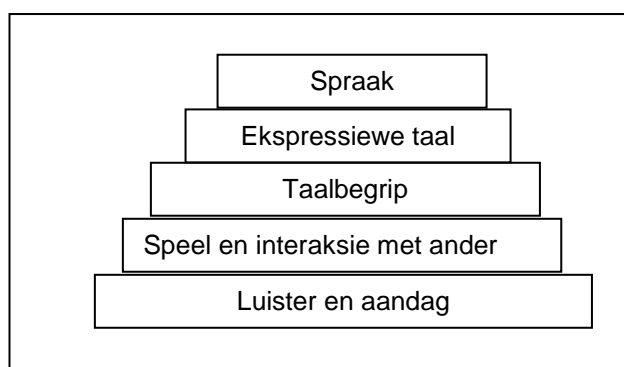 Spraak
Ekspressiewe taal
Taalbegrip
Speel en interaksie met ander
Luister en aandag